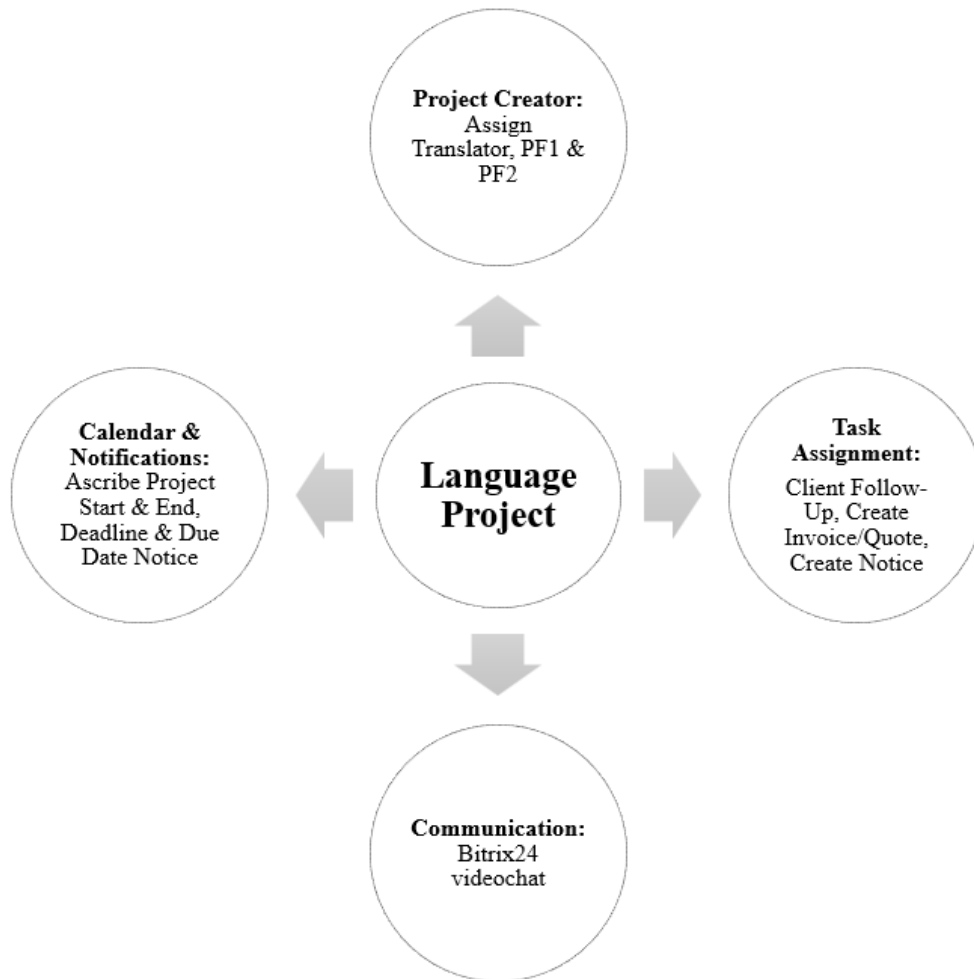 Project Creator:
Assign
Translator, PF1 &
PF2
Calendar &
Notifications:
Ascribe Project
Start & End,
Deadline & Due
Date Notice
Language
Project
Task
Assignment:
Client Follow-
Up, Create
Invoice/Quote,
Create Notice
Communication:
Bitrix24
videochat